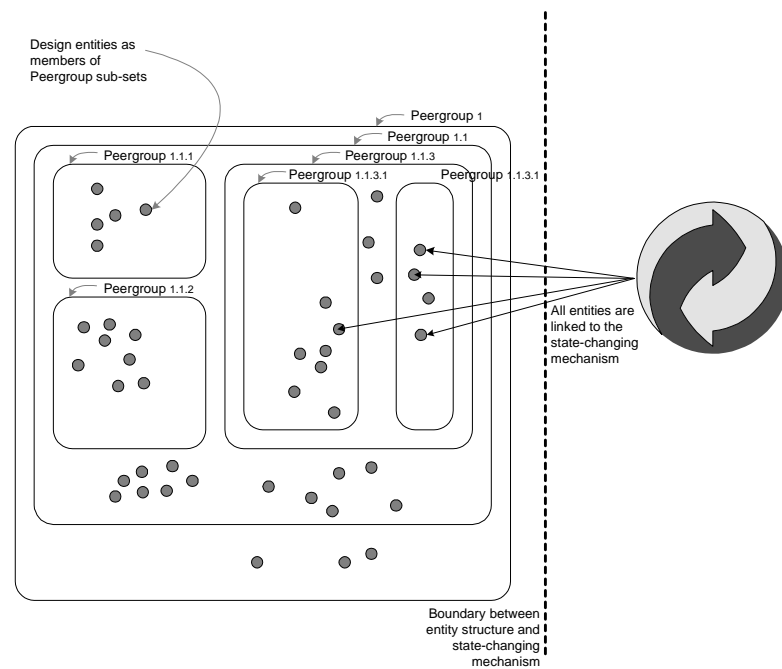 Design entities as
members of
Peergroup sub-sets
Peergroup 1
Peergroup 1.1
Peergroup 1.1.1
Peergroup 1.1.3
Peergroup 1.1.3.1
Peergroup 1.1.3.1
Peergroup 1.1.2
All entities are
linked to the
state-changing
mechanism
Boundary between
entity structure and
state-changing
mechanism